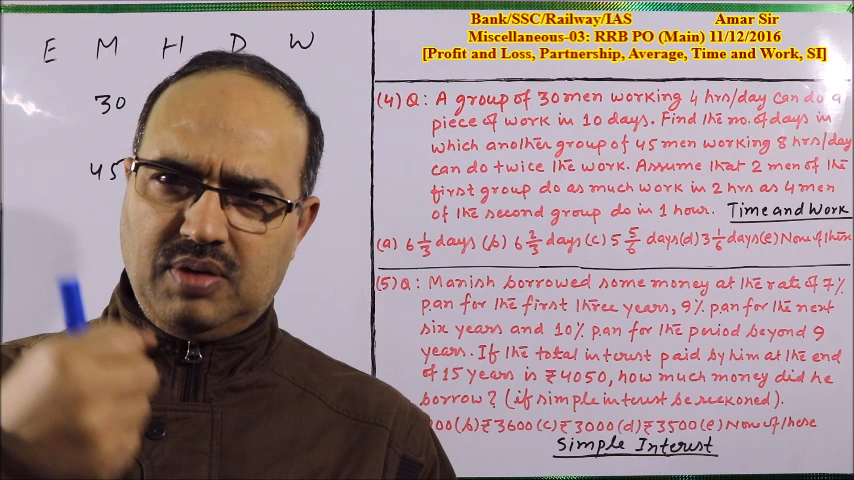 Bank/SSC/Railway/IAS Amar Sir
Miscellaneous-03: RRB PO (Main) 11/12/2016
[Profit and Loss, Partnership, Average, Time and Work, SI]
E M H D W
30
45
(4) Q: A group of 30 men working 4 hrs/day can do a
piece of work in 10 days. Find the no. of days in
which another group of 45 men working 8 hrs/day
can do twice the work. Assume that 2 men of the
first group do as much work in 2 hrs as 4 men
of the second group do in 1 hour. Time and Work
(a) 6 1/3 days (b) 6 2/3 days (c) 5 5/6 days (d) 3 1/6 days (e) None of these
(5) Q: Manish borrowed some money at the rate of 7%
p.an for the first three years, 9% p.an for the next
six years and 10% p.an for the period beyond 9
years. If the total interest paid by him at the end
of 15 years is ₹4050, how much money did he
borrow? (if simple interest be reckoned).
00 (b) ₹3600 (c) ₹3000 (d) ₹3500 (e) None of these
Simple Interest